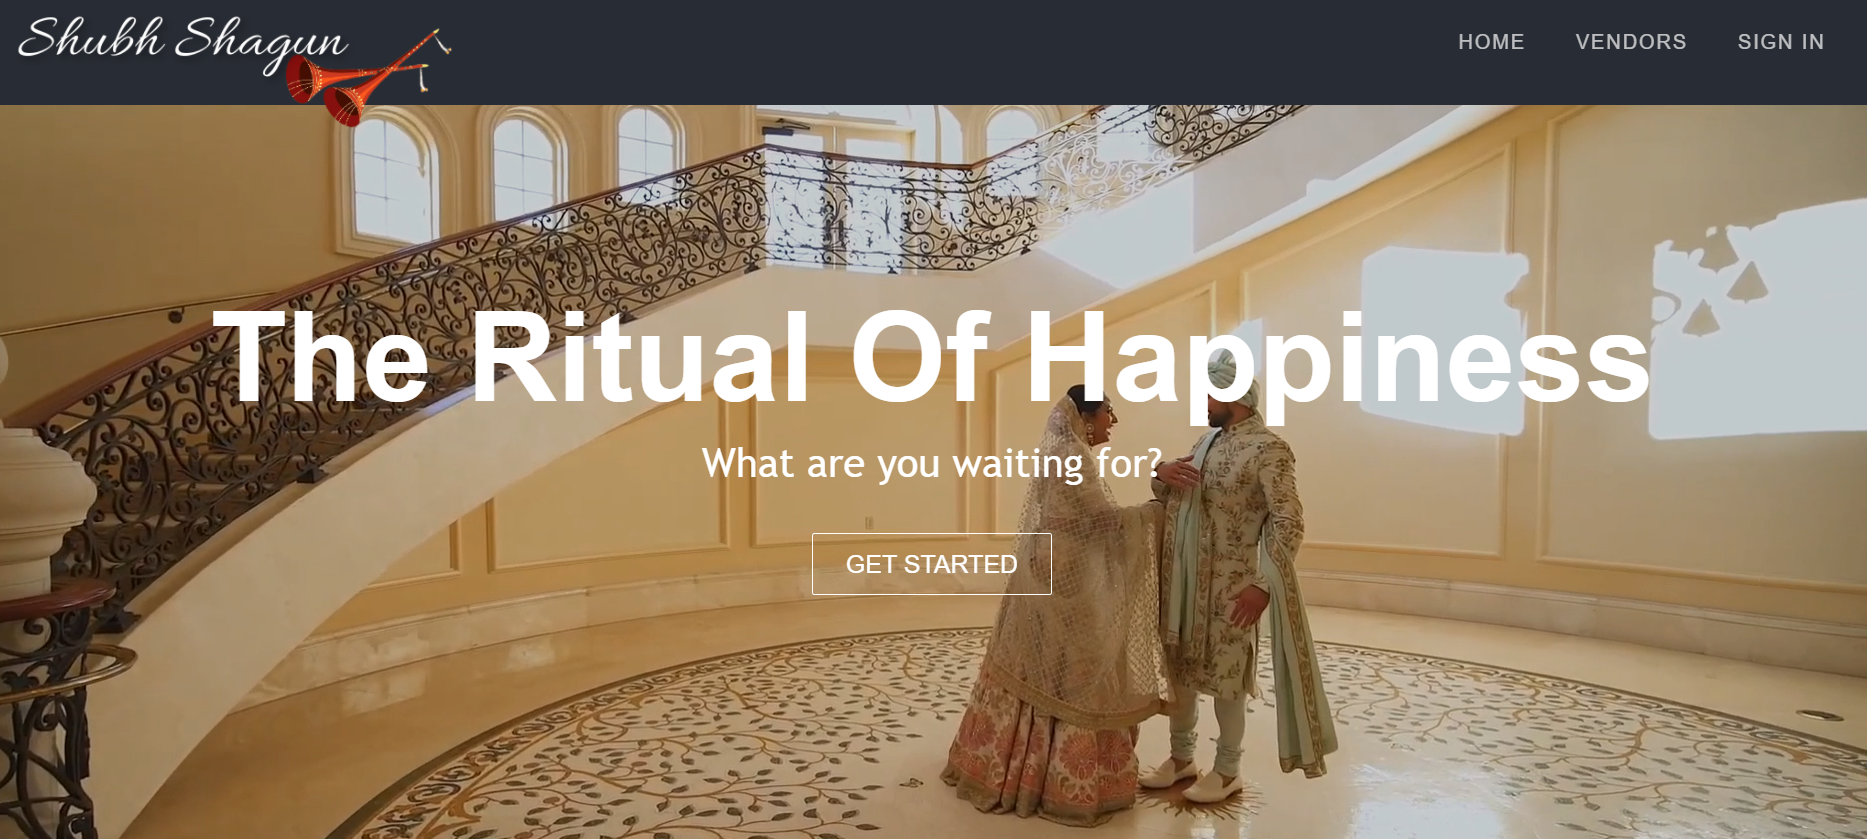 Shubh Shagun
HOME VENDORS SIGN IN
The Ritual Of Happiness
What are you waiting for?
GET STARTED